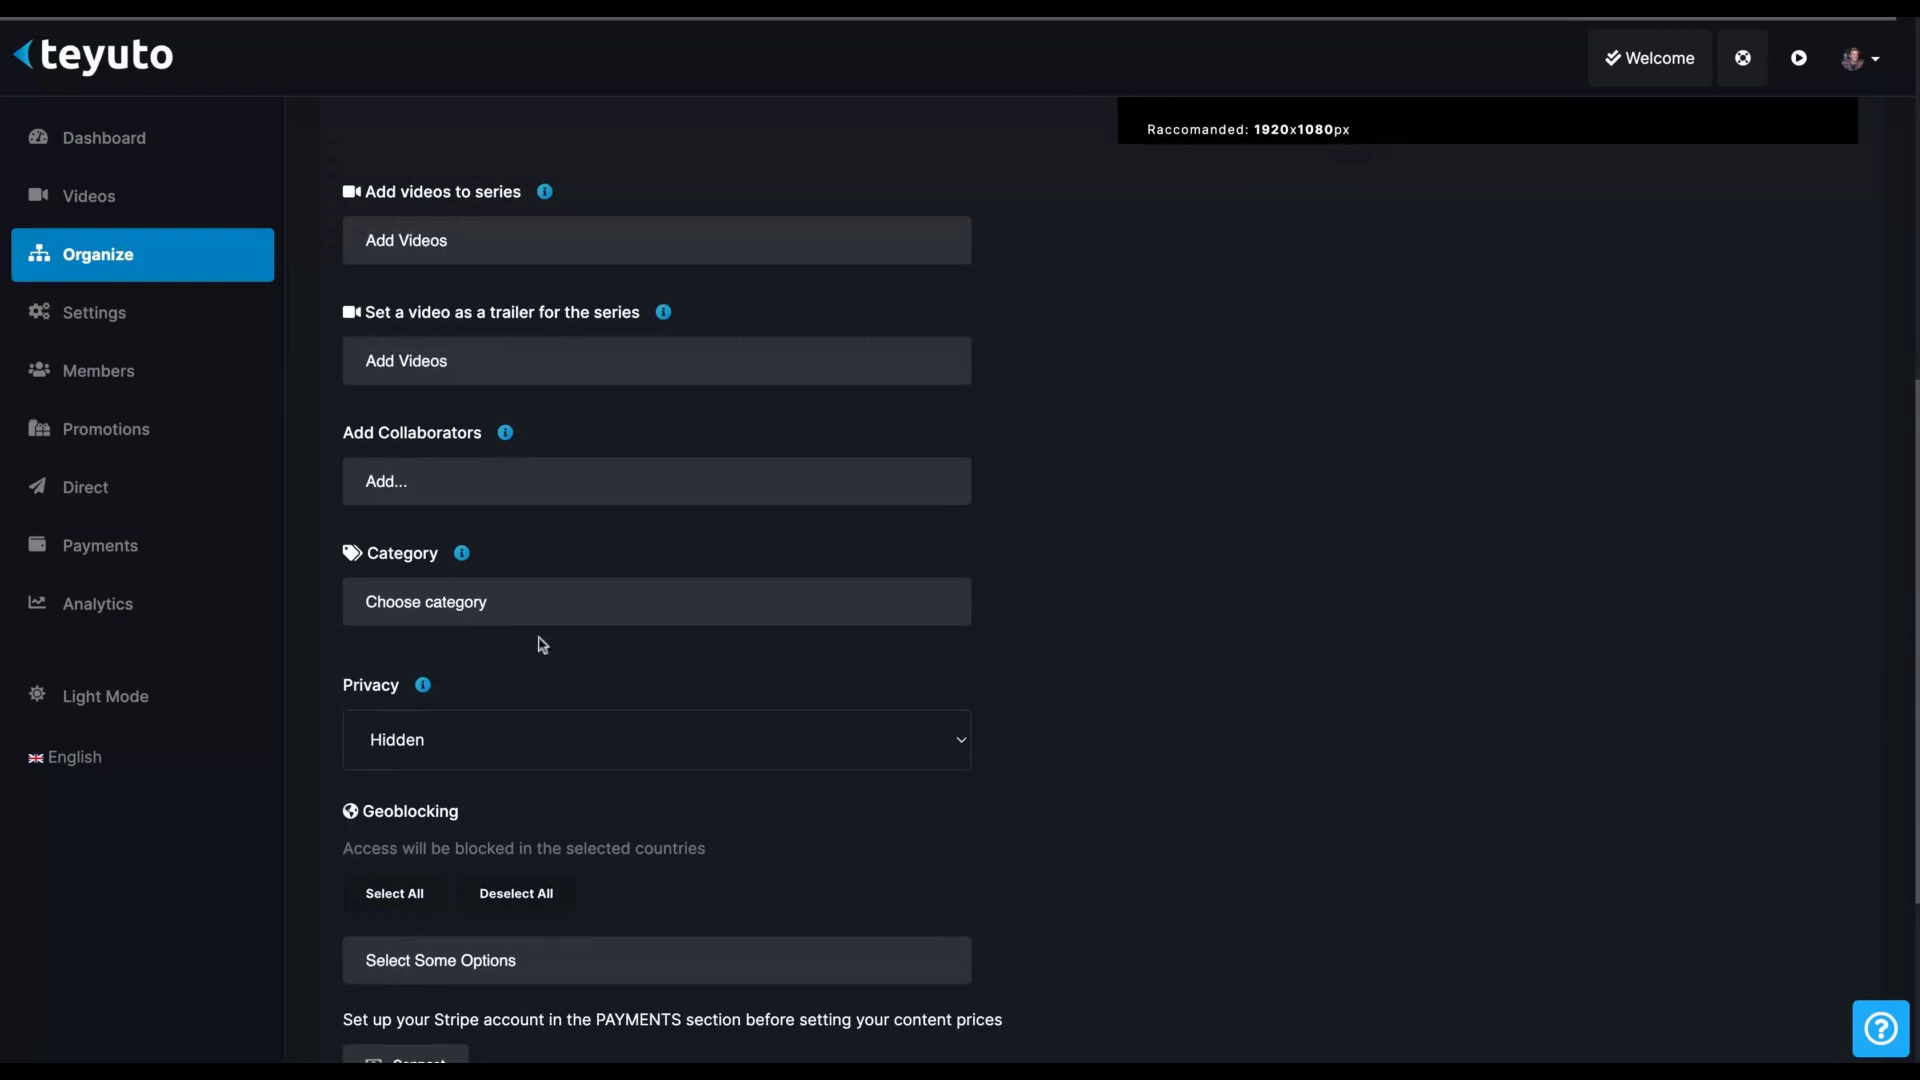 teyuto
Welcome
Dashboard
Videos
Organize
Settings
Members
Promotions
Direct
Payments
Analytics
Light Mode
English
Raccomanded: 1920x1080px
Add videos to series
Add Videos
Set a video as a trailer for the series
Add Videos
Add Collaborators
Add...
Category
Choose category
Privacy
Hidden
Geoblocking
Access will be blocked in the selected countries
Select All Deselect All
Select Some Options
Set up your Stripe account in the PAYMENTS section before setting your content prices